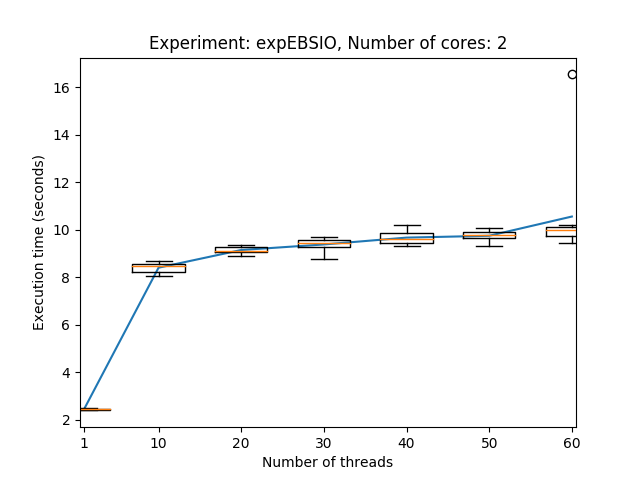 Experiment: expEBSIO, Number of cores: 2
Execution time (seconds)
16
14
12
10
8
6
4
2
1 10 20 30 40 50 60
Number of threads